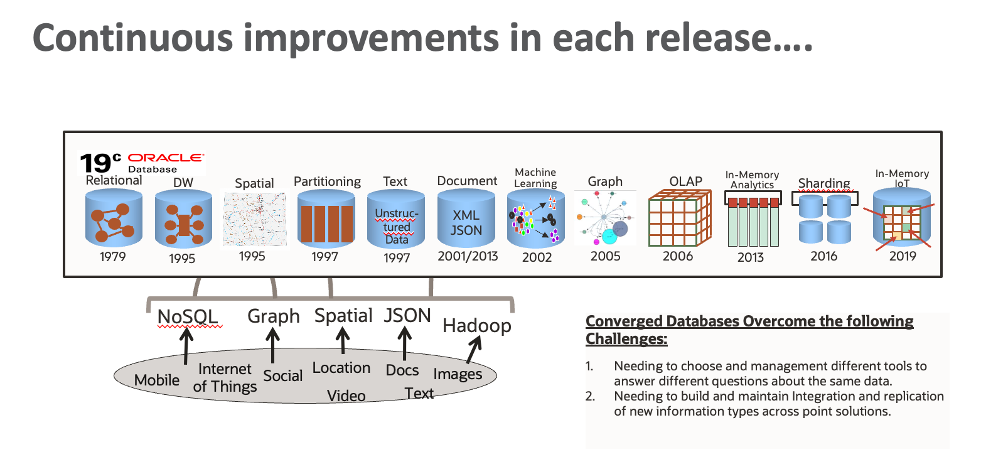 Continuous improvements in each release....
19c ORACLE
Database
Relational
DW
Spatial
Partitioning
Text
Document
Machine
Learning
Graph
OLAP
In-Memory
Analytics
Sharding
In-Memory
IoT
Unstruc-
tured
Data
XML
JSON
1979
1995
1995
1997
1997
2001/2013
2002
2005
2006
2013
2016
2019
NoSQL
Graph
Spatial
JSON
Hadoop
Mobile
Internet
of Things
Social
Location
Video
Docs
Text
Images
Converged Databases Overcome the following
Challenges:
1. Needing to choose and management different tools to
answer different questions about the same data.
2. Needing to build and maintain Integration and replication
of new information types across point solutions.